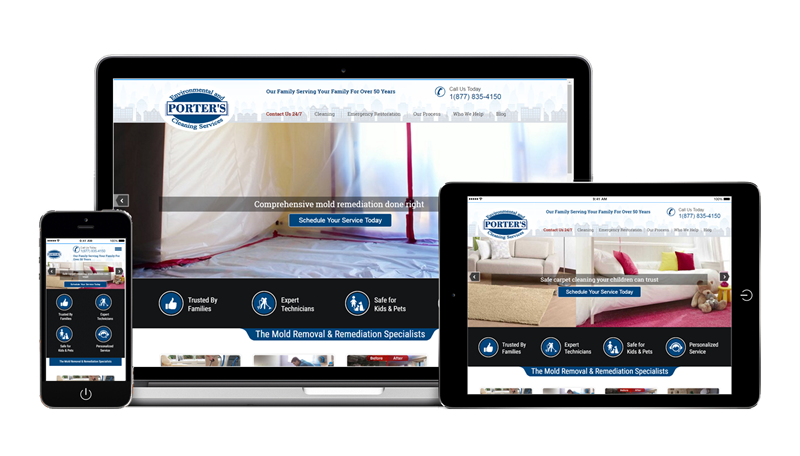 Environmental and
PORTER'S
Cleaning Services
Our Family Serving Your Family For Over 50 Years
Call Us Today
1(877) 835-4150
Contact Us 24/7
Cleaning
Emergency Restoration
Our Process
Who We Help
Blog
Comprehensive mold remediation done right
Schedule Your Service Today
Trusted By
Families
Expert
Technicians
Safe for
Kids & Pets
The Mold Removal & Remediation Specialists
Before After
9:41 AM
PORTER'S
Our Family Serving Your Family For Over 50 Years
Schedule Your Service Today
Trusted By
Families
Expert
Technicians
Safe for
Kids & Pets
Personalized
Service
The Mold Removal & Remediation Specialists
9:41 AM
100%
Environmental and
PORTER'S
Cleaning Services
Our Family Serving Your Family For Over 50 Years
Call Us Today
1(877) 835-4150
Contact Us 24/7
Cleaning
Emergency Restoration
Our Process
Who We Help
Blog
Safe carpet cleaning your children can trust
Schedule Your Service Today
Trusted By
Families
Expert
Technicians
Safe for
Kids & Pets
Personalized
Service
The Mold Removal & Remediation Specialists